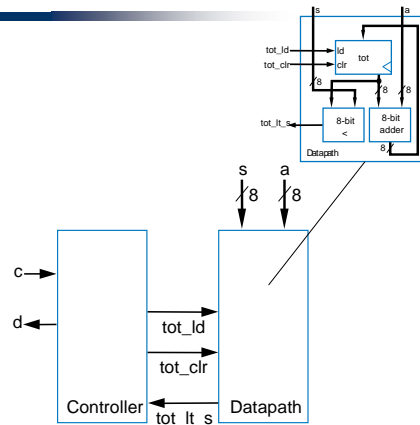 s a
tot_ld ld
tot
tot_clr clr
8 8 8
tot_lt_s 8-bit < 8-bit adder
8
Datapath
s a
8 8
c
d
tot_ld
tot_clr
Controller Datapath
tot_lt_s